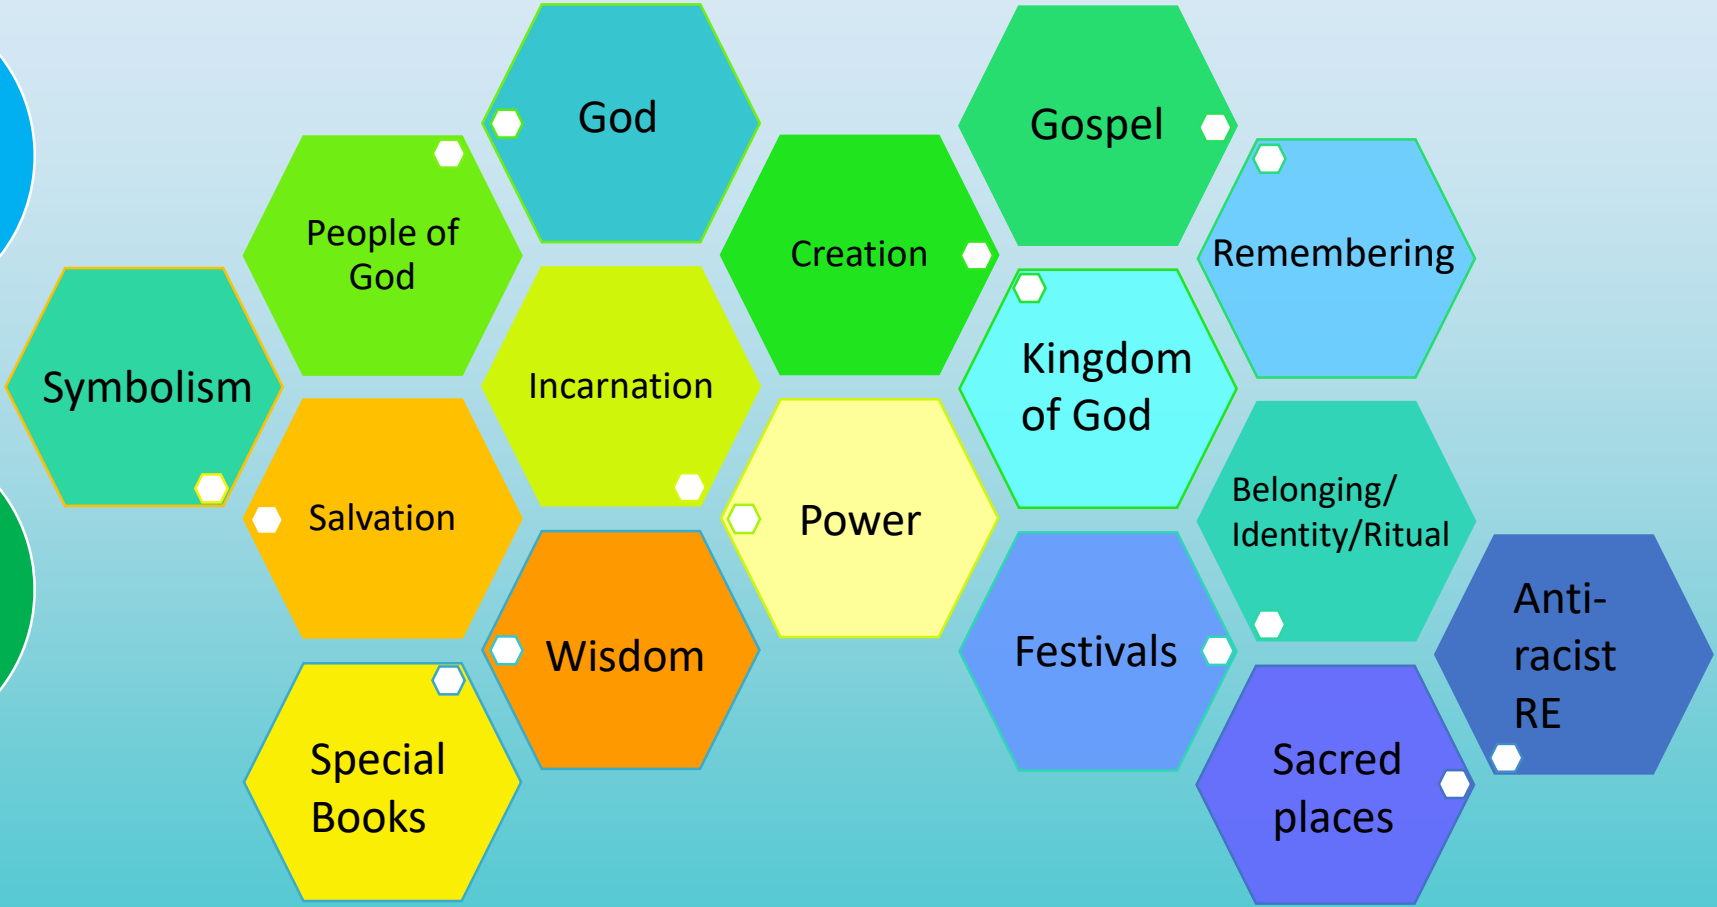 God
Gospel
People of
God
Creation
Remembering
Symbolism
Incarnation
Kingdom
of God
Salvation
Power
Belonging/
Identity/Ritual
Wisdom
Festivals
Anti-
racist
RE
Special
Books
Sacred
places